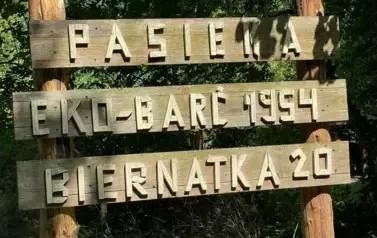 PASIEKA
EKO-BARĆ 1994
BIERNATKA 20